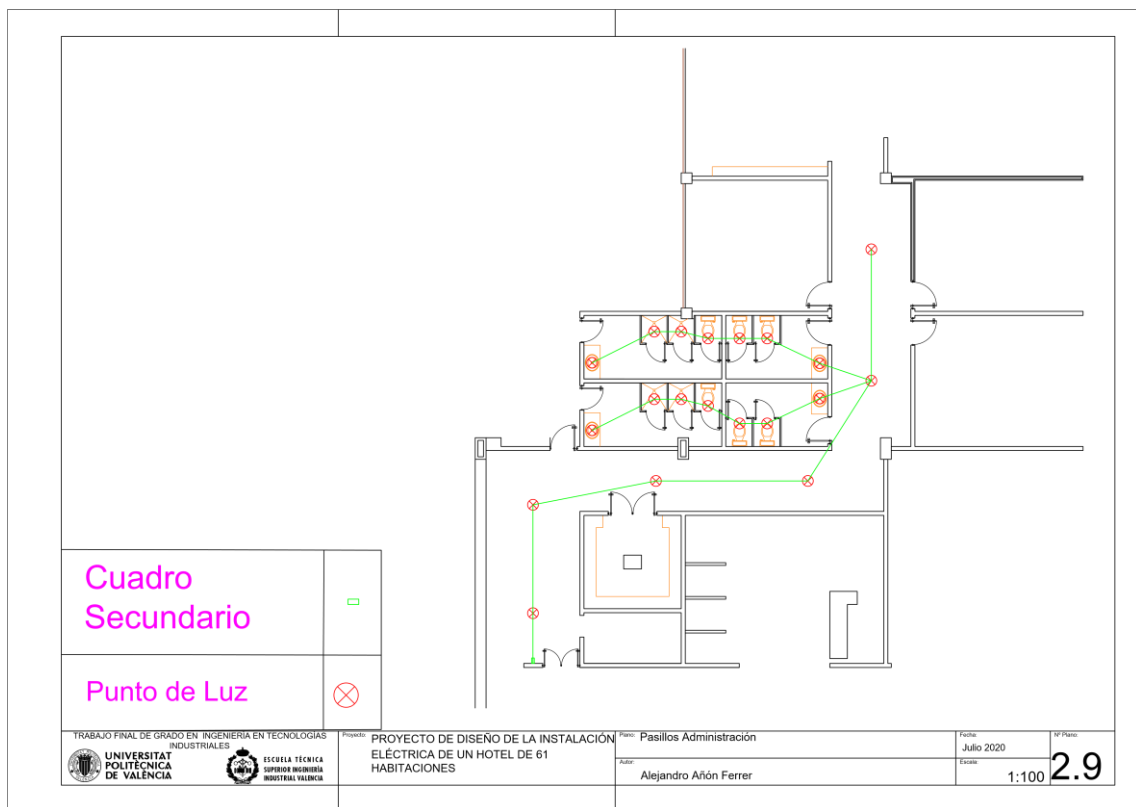 Cuadro
Secundario
Punto de Luz
TRABAJO FINAL DE GRADO EN INGENIERIA EN TECNOLOGÍAS
INDUSTRIALES
UNIVERSITAT
POLITÈCNICA
DE VALÈNCIA
ESCUELA TÉCNICA
SUPERIOR INGENIERÍA
INDUSTRIAL VALENCIA
Proyecto:
PROYECTO DE DISEÑO DE LA INSTALACIÓN
ELÉCTRICA DE UN HOTEL DE 61
HABITACIONES
Plano:
Pasillos Administración
Autor:
Alejandro Añón Ferrer
Fecha:
Julio 2020
Escala:
1:100
Nº Plano:
2.9